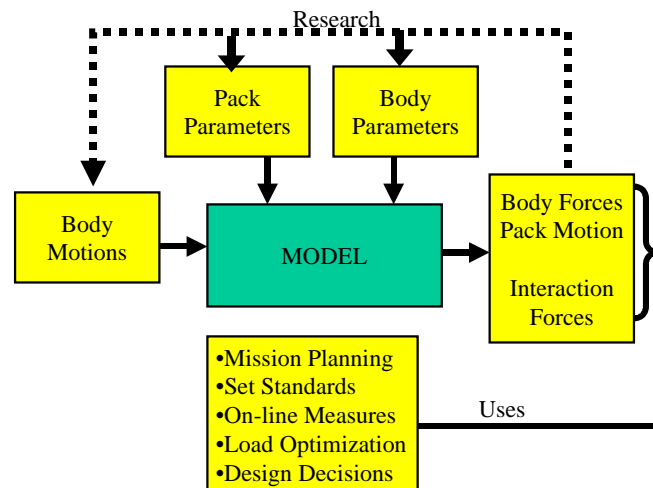 Research
Pack
Parameters
Body
Parameters
Body
Motions
MODEL
Body Forces
Pack Motion
Interaction
Forces
•Mission Planning
•Set Standards
•On-line Measures
•Load Optimization
•Design Decisions
Uses